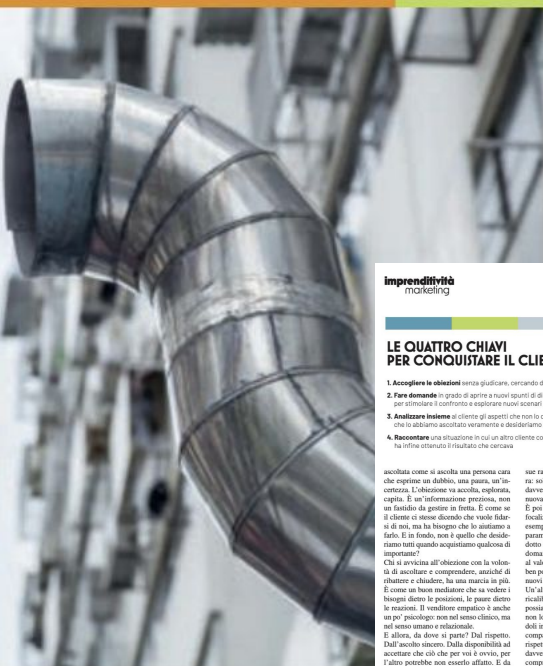 imprenditività
marketing
LE QUATTRO CHIAVI
PER CONQUISTARE IL CLIE
1. Accogliere le obiezioni senza giudicare, cercando d
2. Fare domande in grado di aprire a nuovi spunti di di
per stimolare il confronto e esplorare nuovi scenari
3. Analizzare insieme al cliente gli aspetti che non lo c
che lo abbiamo ascoltato veramente e desideriamo
4. Raccontare una situazione in cui un altro cliente co
ha infine ottenuto il risultato che cercava
ascoltata come si ascolta una persona cara
che esprime un dubbio, una paura, un'in-
certezza. L'obiezione va accolta, esplorata,
capita. È un'informazione preziosa, non
un fastidio da gestire in fretta. È come se
il cliente ci stesse dicendo che vuole fidar-
si di noi, ma ha bisogno che lo aiutiamo a
farlo. E in fondo, non è quello che deside-
riamo tutti quando acquistiamo qualcosa di
importante?
Chi si avvicina all'obiezione con la volon-
tà di ascoltare e comprendere, anziché di
ribattere e chiudere, ha una marcia in più.
È come un buon mediatore che sa vedere i
bisogni dietro le posizioni, le paure dietro
le reazioni. Il venditore empatico è anche
un po' psicologo: non nel senso clinico, ma
nel senso umano e relazionale.
E allora, da dove si parte? Dal rispetto.
Dall'ascolto sincero. Dalla disponibilità ad
accettare che ciò che per noi è ovvio, per
l'altro potrebbe non esserlo affatto. E da
sue ra
ra: so
davve
nuova
È poi
focaliz
esemp
param
dotto
doma
al valo
ben po
nuovi
Un'al
ricalib
possia
non lo
doli in
comp
rispet
davve
comp